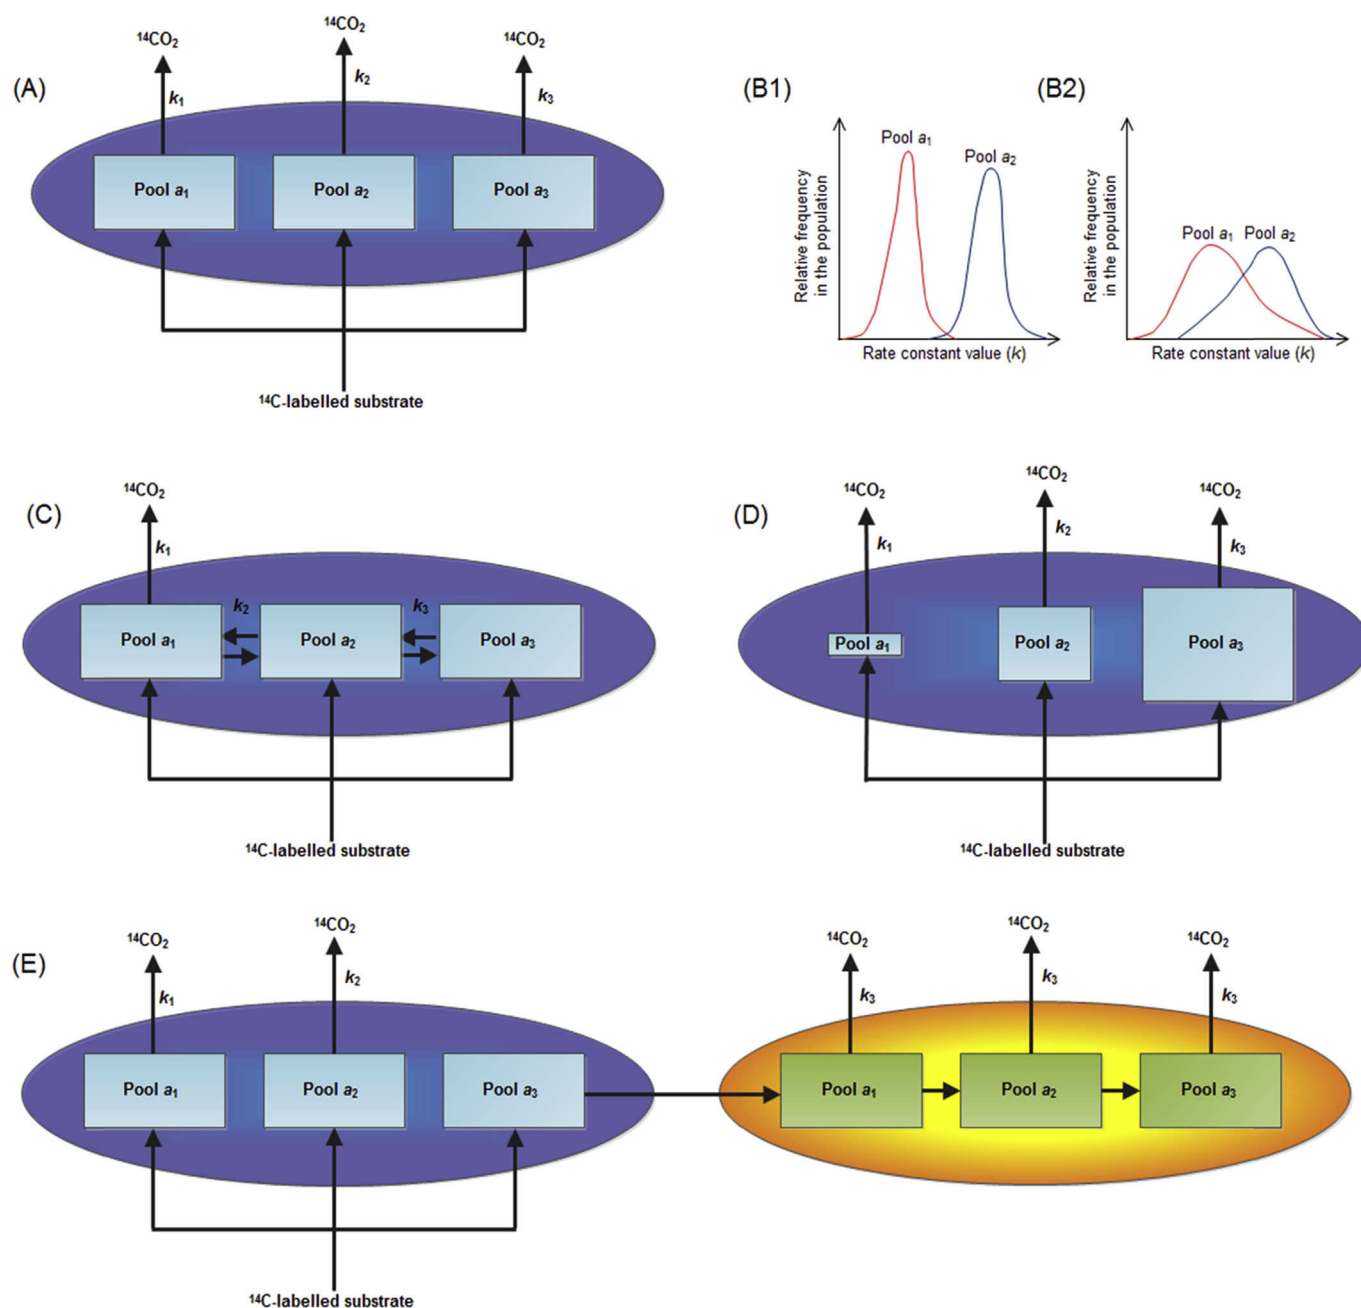 (A)
¹⁴CO₂
¹⁴CO₂
¹⁴CO₂
k₁
k₂
k₃
Pool a₁
Pool a₂
Pool a₃
¹⁴C-labelled substrate
(B1)
Pool a₁
Pool a₂
Relative frequency
in the population
Rate constant value (k)
(B2)
Pool a₁
Pool a₂
Relative frequency
in the population
Rate constant value (k)
(C)
¹⁴CO₂
k₁
k₂
k₃
Pool a₁
Pool a₂
Pool a₃
¹⁴C-labelled substrate
(D)
¹⁴CO₂
¹⁴CO₂
¹⁴CO₂
k₁
k₂
k₃
Pool a₁
Pool a₂
Pool a₃
¹⁴C-labelled substrate
(E)
¹⁴CO₂
¹⁴CO₂
k₁
k₂
Pool a₁
Pool a₂
Pool a₃
¹⁴C-labelled substrate
¹⁴CO₂
¹⁴CO₂
¹⁴CO₂
k₃
k₃
k₃
Pool a₁
Pool a₂
Pool a₃